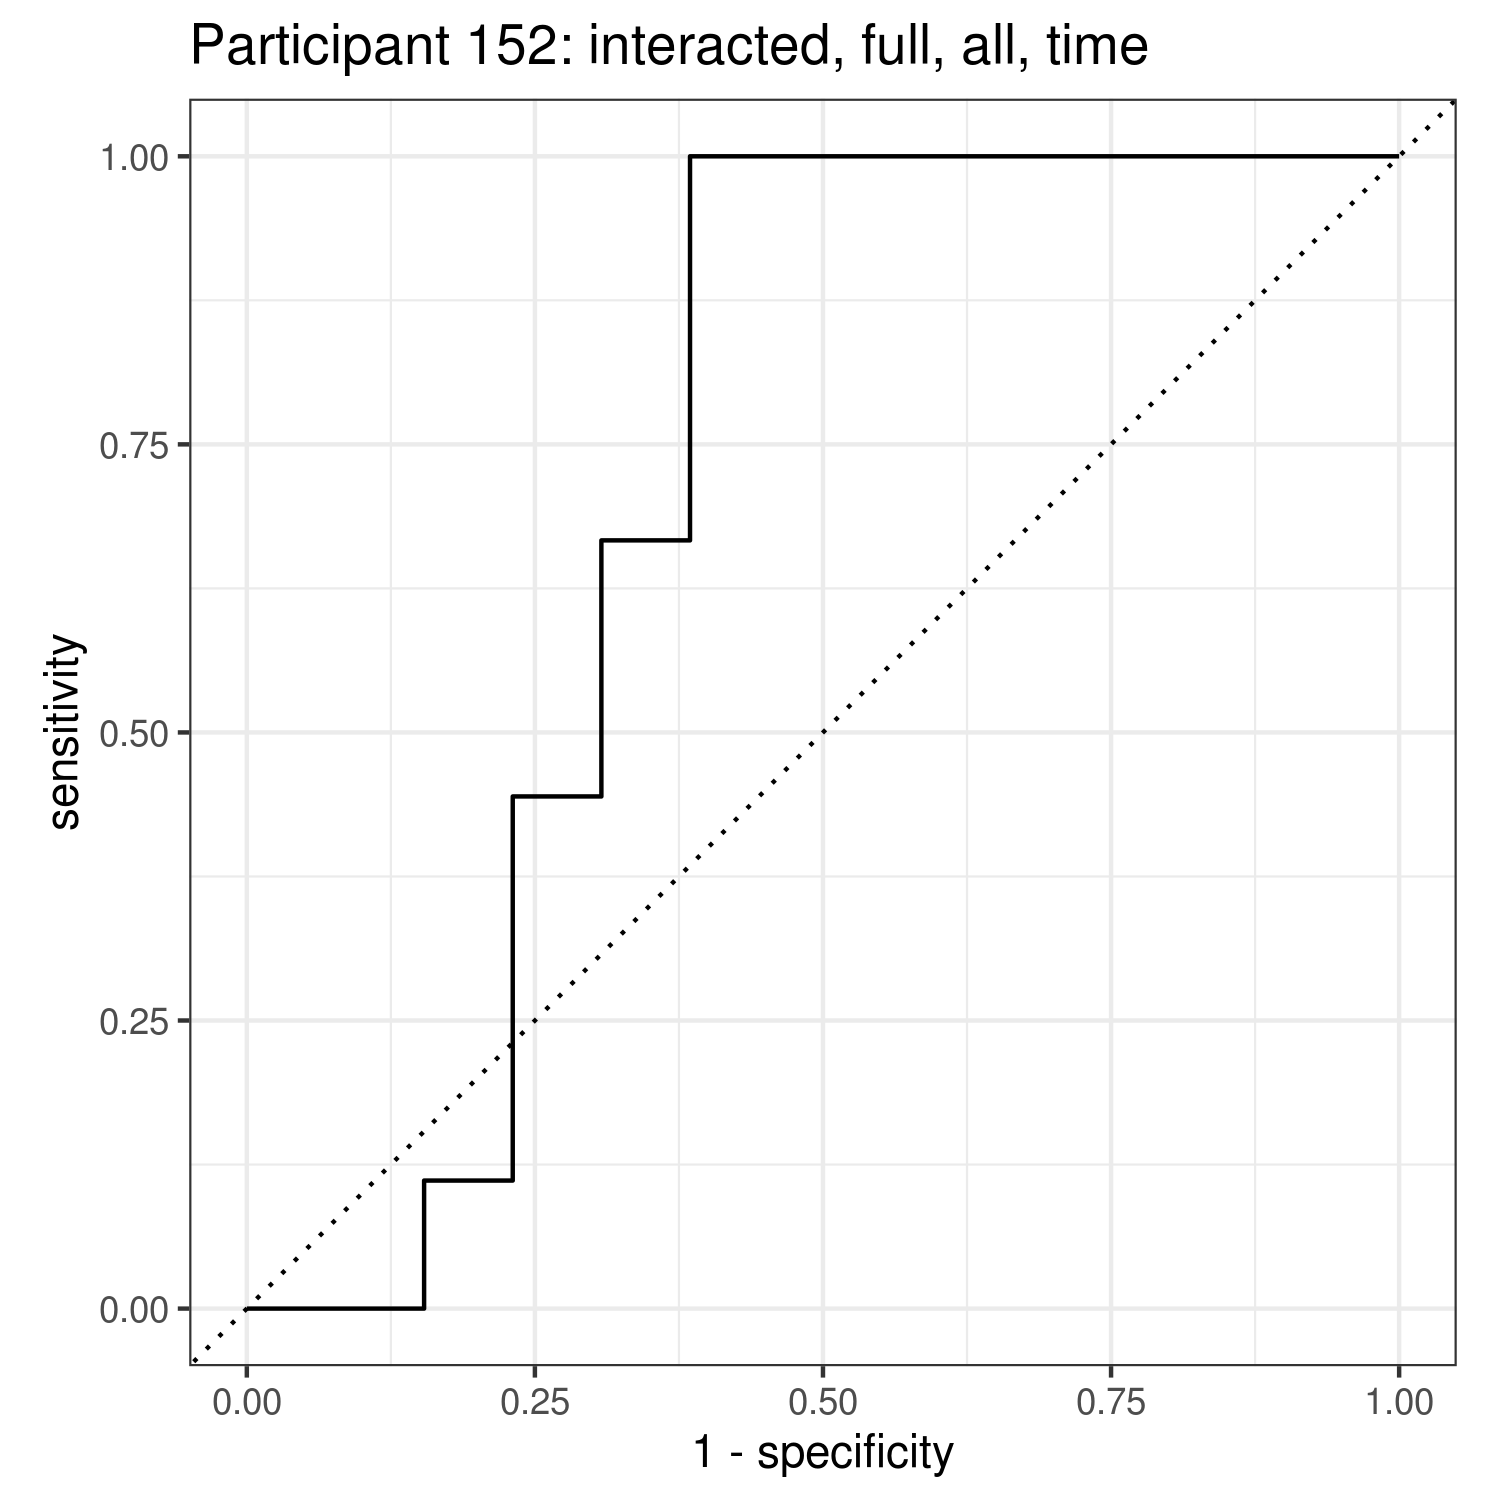 Participant 152: interacted, full, all, time
1.00
0.75
0.50
0.25
0.00
sensitivity
0.00 0.25 0.50 0.75 1.00
1 - specificity